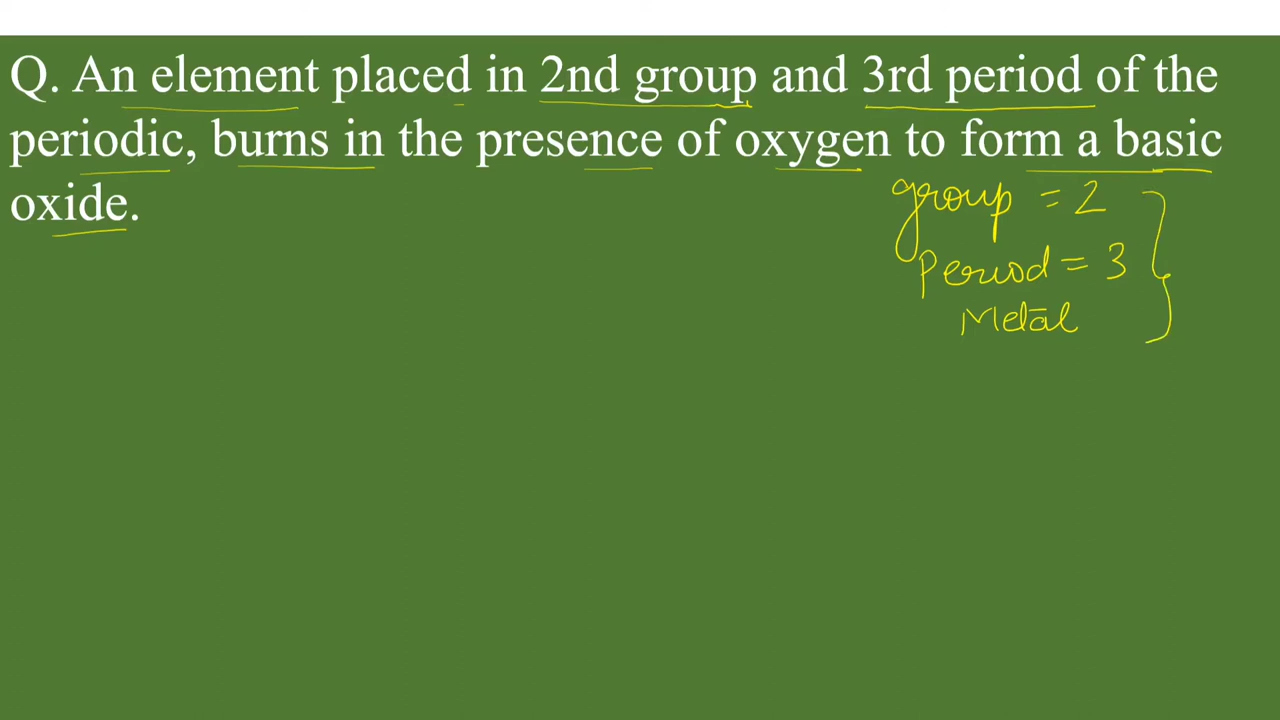 Q. An element placed in 2nd group and 3rd period of the
periodic, burns in the presence of oxygen to form a basic
oxide.
group = 2
Period = 3
Metal